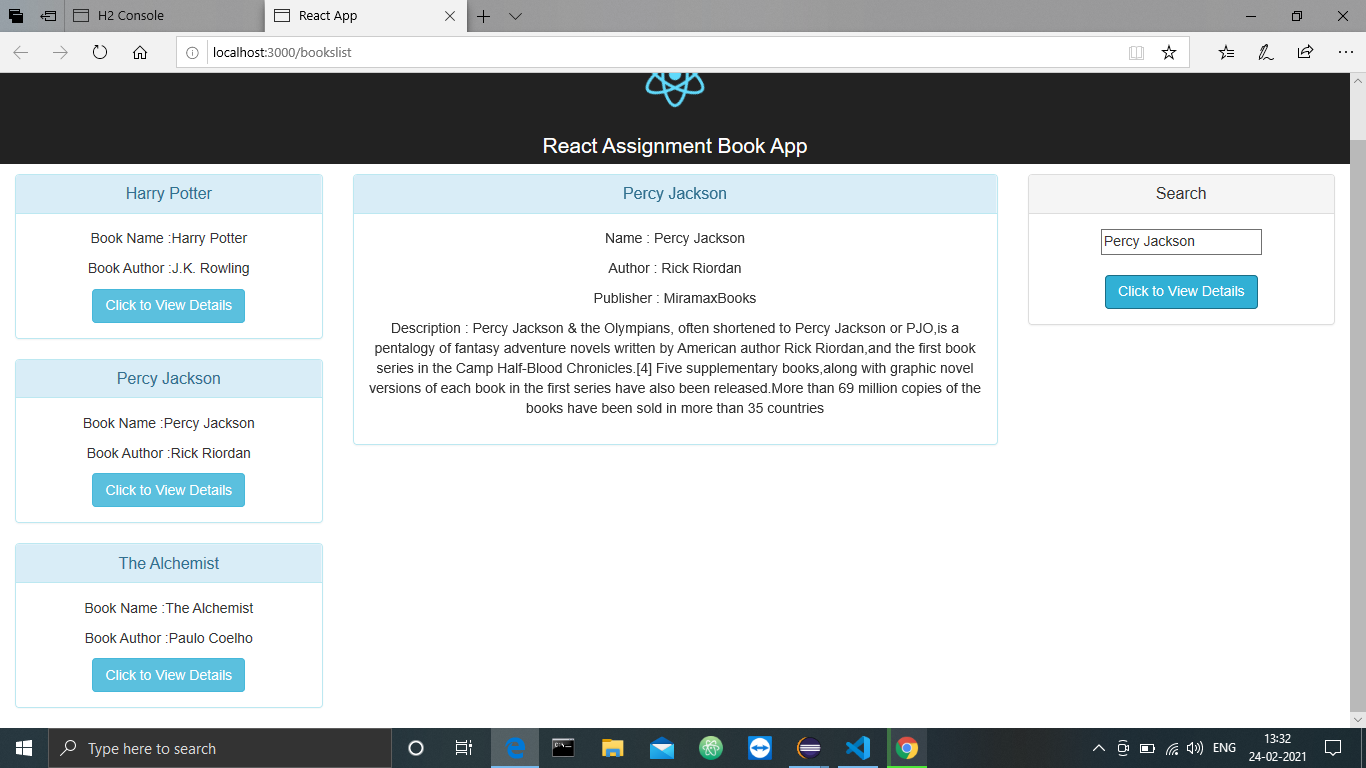 H2 Console
React App
localhost:3000/bookslist
React Assignment Book App
Harry Potter
Book Name :Harry Potter
Book Author :J.K. Rowling
Click to View Details
Percy Jackson
Book Name :Percy Jackson
Book Author :Rick Riordan
Click to View Details
The Alchemist
Book Name :The Alchemist
Book Author :Paulo Coelho
Click to View Details
Percy Jackson
Name : Percy Jackson
Author : Rick Riordan
Publisher : MiramaxBooks
Description : Percy Jackson & the Olympians, often shortened to Percy Jackson or PJO,is a
pentalogy of fantasy adventure novels written by American author Rick Riordan,and the first book
series in the Camp Half-Blood Chronicles.[4] Five supplementary books,along with graphic novel
versions of each book in the first series have also been released.More than 69 million copies of the
books have been sold in more than 35 countries
Search
Percy Jackson
Click to View Details
Type here to search
ENG
13:32
24-02-2021